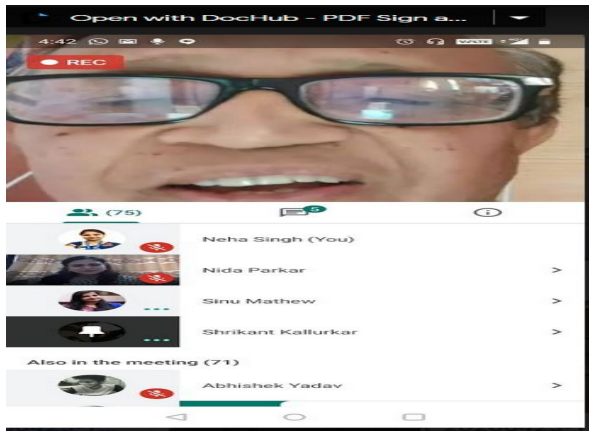 Open with DocHub - PDF Sign a...
4:42
REC
(75)
5
Neha Singh (You)
Nida Parkar
Sinu Mathew
Shrikant Kallurkar
Also in the meeting (71)
Abhishek Yadav